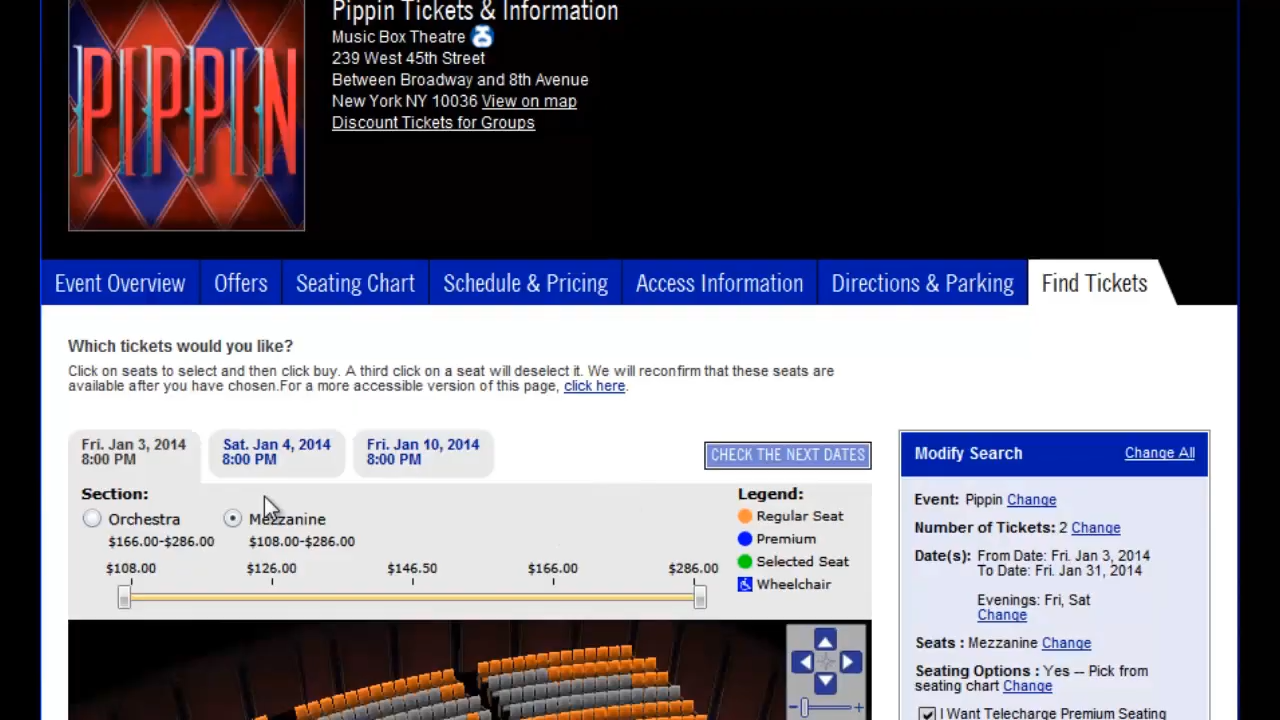 PIPPIN
Pippin Tickets & Information
Music Box Theatre
239 West 45th Street
Between Broadway and 8th Avenue
New York NY 10036 View on map
Discount Tickets for Groups
Event Overview
Offers
Seating Chart
Schedule & Pricing
Access Information
Directions & Parking
Find Tickets
Which tickets would you like?
Click on seats to select and then click buy. A third click on a seat will deselect it. We will reconfirm that these seats are
available after you have chosen.For a more accessible version of this page, click here.
Fri. Jan 3, 2014
8:00 PM
Sat. Jan 4, 2014
8:00 PM
Fri. Jan 10, 2014
8:00 PM
CHECK THE NEXT DATES
Section:
Orchestra
$166.00-$286.00
Mezzanine
$108.00-$286.00
$108.00
$126.00
$146.50
$166.00
$286.00
Legend:
Regular Seat
Premium
Selected Seat
Wheelchair
Modify Search
Change All
Event: Pippin Change
Number of Tickets: 2 Change
Date(s): From Date: Fri. Jan 3, 2014
To Date: Fri. Jan 31, 2014
Evenings: Fri, Sat
Change
Seats : Mezzanine Change
Seating Options : Yes -- Pick from
seating chart Change
I Want Telecharge Premium Seating